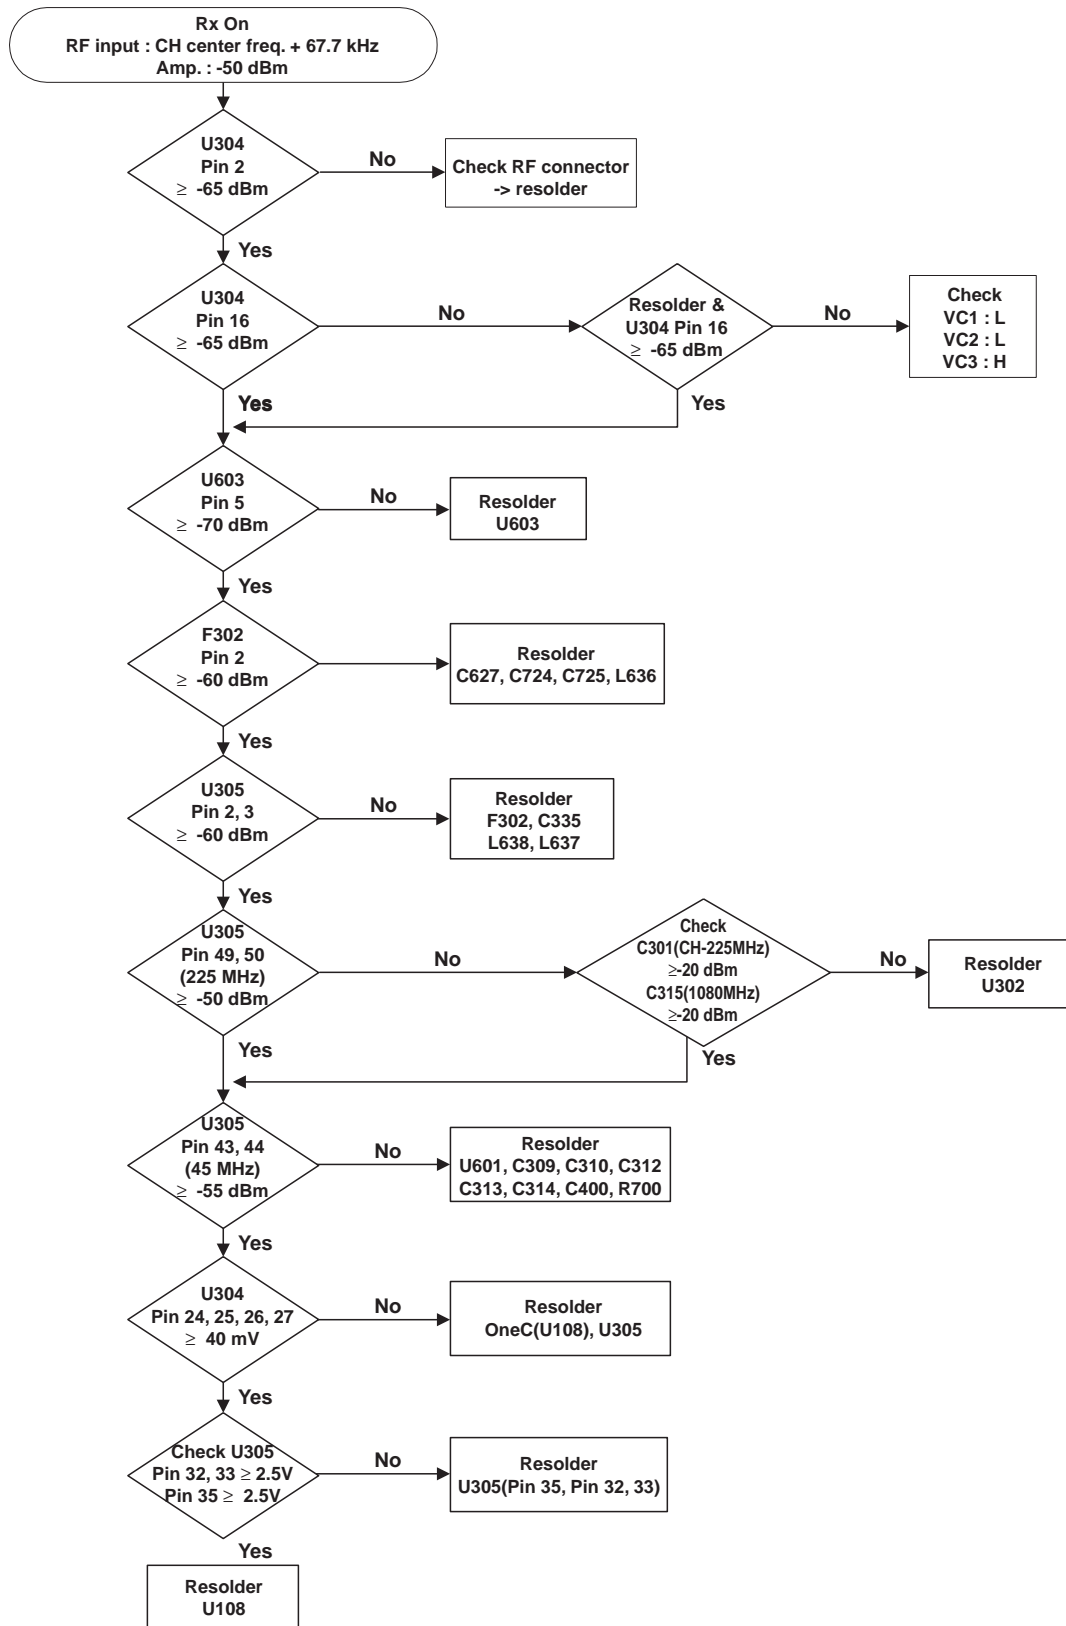 Rx On
RF input : CH center freq. + 67.7 kHz
Amp. : -50 dBm
U304
Pin 2
≥ -65 dBm
No
Check RF connector
-> resolder
Yes
U304
Pin 16
≥ -65 dBm
No
Resolder &
U304 Pin 16
≥ -65 dBm
No
Check
VC1 : L
VC2 : L
VC3 : H
Yes
Yes
U603
Pin 5
≥ -70 dBm
No
Resolder
U603
Yes
F302
Pin 2
≥ -60 dBm
Resolder
C627, C724, C725, L636
Yes
U305
Pin 2, 3
≥ -60 dBm
No
Resolder
F302, C335
L638, L637
Yes
U305
Pin 49, 50
(225 MHz)
≥ -50 dBm
No
Check
C301(CH-225MHz)
≥-20 dBm
C315(1080MHz)
≥-20 dBm
No
Resolder
U302
Yes
Yes
U305
Pin 43, 44
(45 MHz)
≥ -55 dBm
No
Resolder
U601, C309, C310, C312
C313, C314, C400, R700
Yes
U304
Pin 24, 25, 26, 27
≥ 40 mV
No
Resolder
OneC(U108), U305
Yes
Check U305
Pin 32, 33 ≥ 2.5V
Pin 35 ≥ 2.5V
No
Resolder
U305(Pin 35, Pin 32, 33)
Yes
Resolder
U108